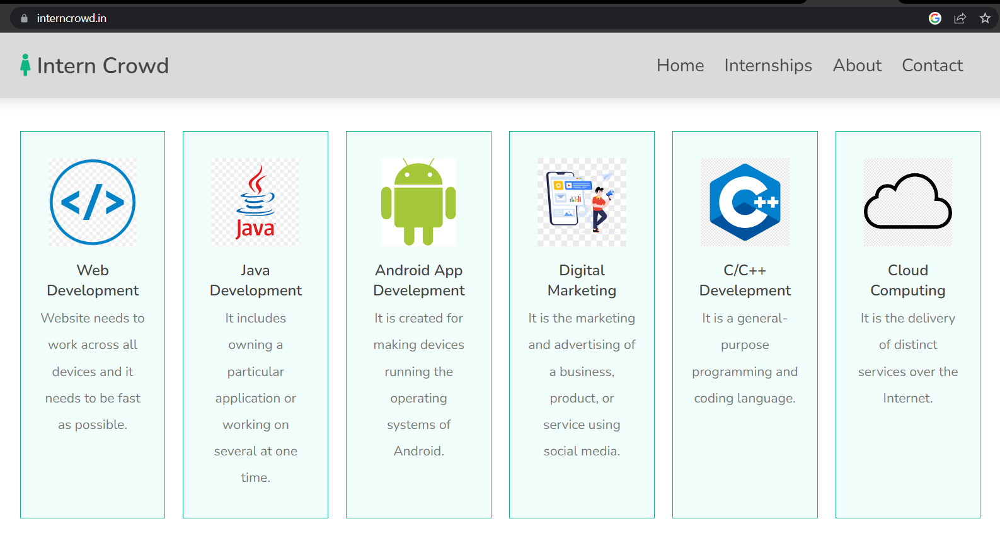 interncrowd.in
Intern Crowd
Home Internships About Contact
</>
Web
Development
Website needs to
work across all
devices and it
needs to be fast
as possible.
Java
Java
Development
It includes
owning a
particular
application or
working on
several at one
time.
Android App
Develepment
It is created for
making devices
running the
operating
systems of
Android.
Digital
Marketing
It is the marketing
and advertising of
a business,
product, or
service using
social media.
C++
C/C++
Develepment
It is a general-
purpose
programming and
coding language.
Cloud
Computing
It is the delivery
of distinct
services over the
Internet.